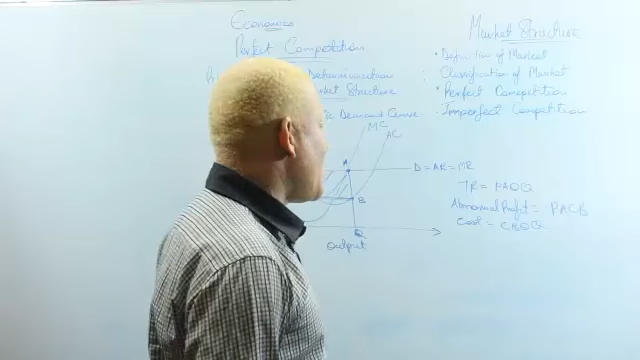 Economics
Perfect Competition
Determination
Market Structure
Demand Curve
MC
AC
A
D = AR = MR
B
Q
Output
Market Structure
• Definition of Market
• Classification of Market
• Perfect Competition
• Imperfect Competition
TR = PAOQ
Abnormal Profit = PACB
Cost = CBOQ